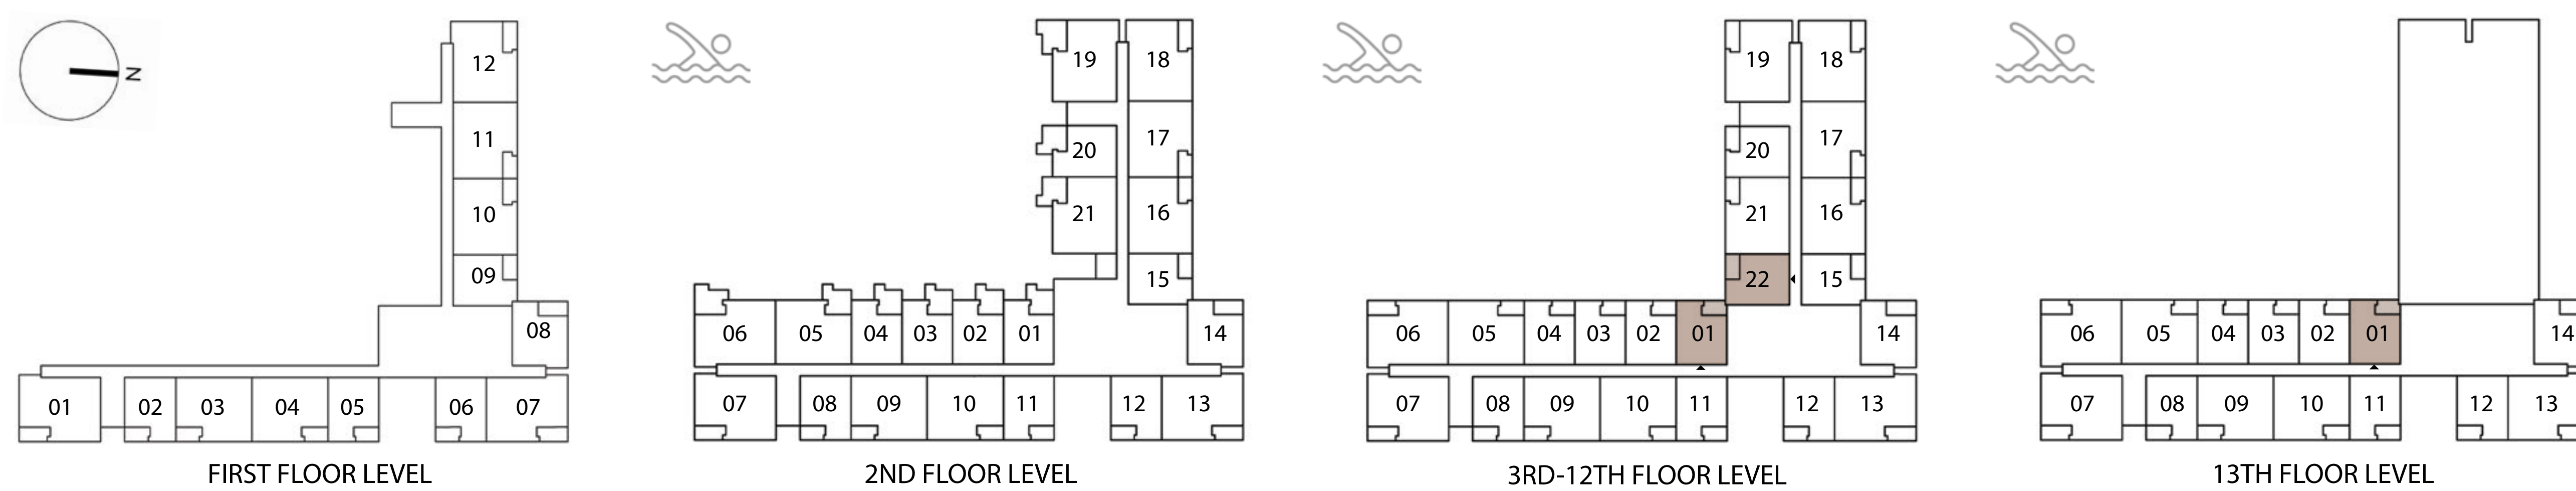 N
12
11
10
09
08
01 02 03 04 05 06 07
FIRST FLOOR LEVEL
19 18
20 17
21 16
15
06 05 04 03 02 01 14
07 08 09 10 11 12 13
2ND FLOOR LEVEL
19 18
20 17
21 16
22 15
06 05 04 03 02 01 14
07 08 09 10 11 12 13
3RD-12TH FLOOR LEVEL
06 05 04 03 02 01 14
07 08 09 10 11 12 13
13TH FLOOR LEVEL